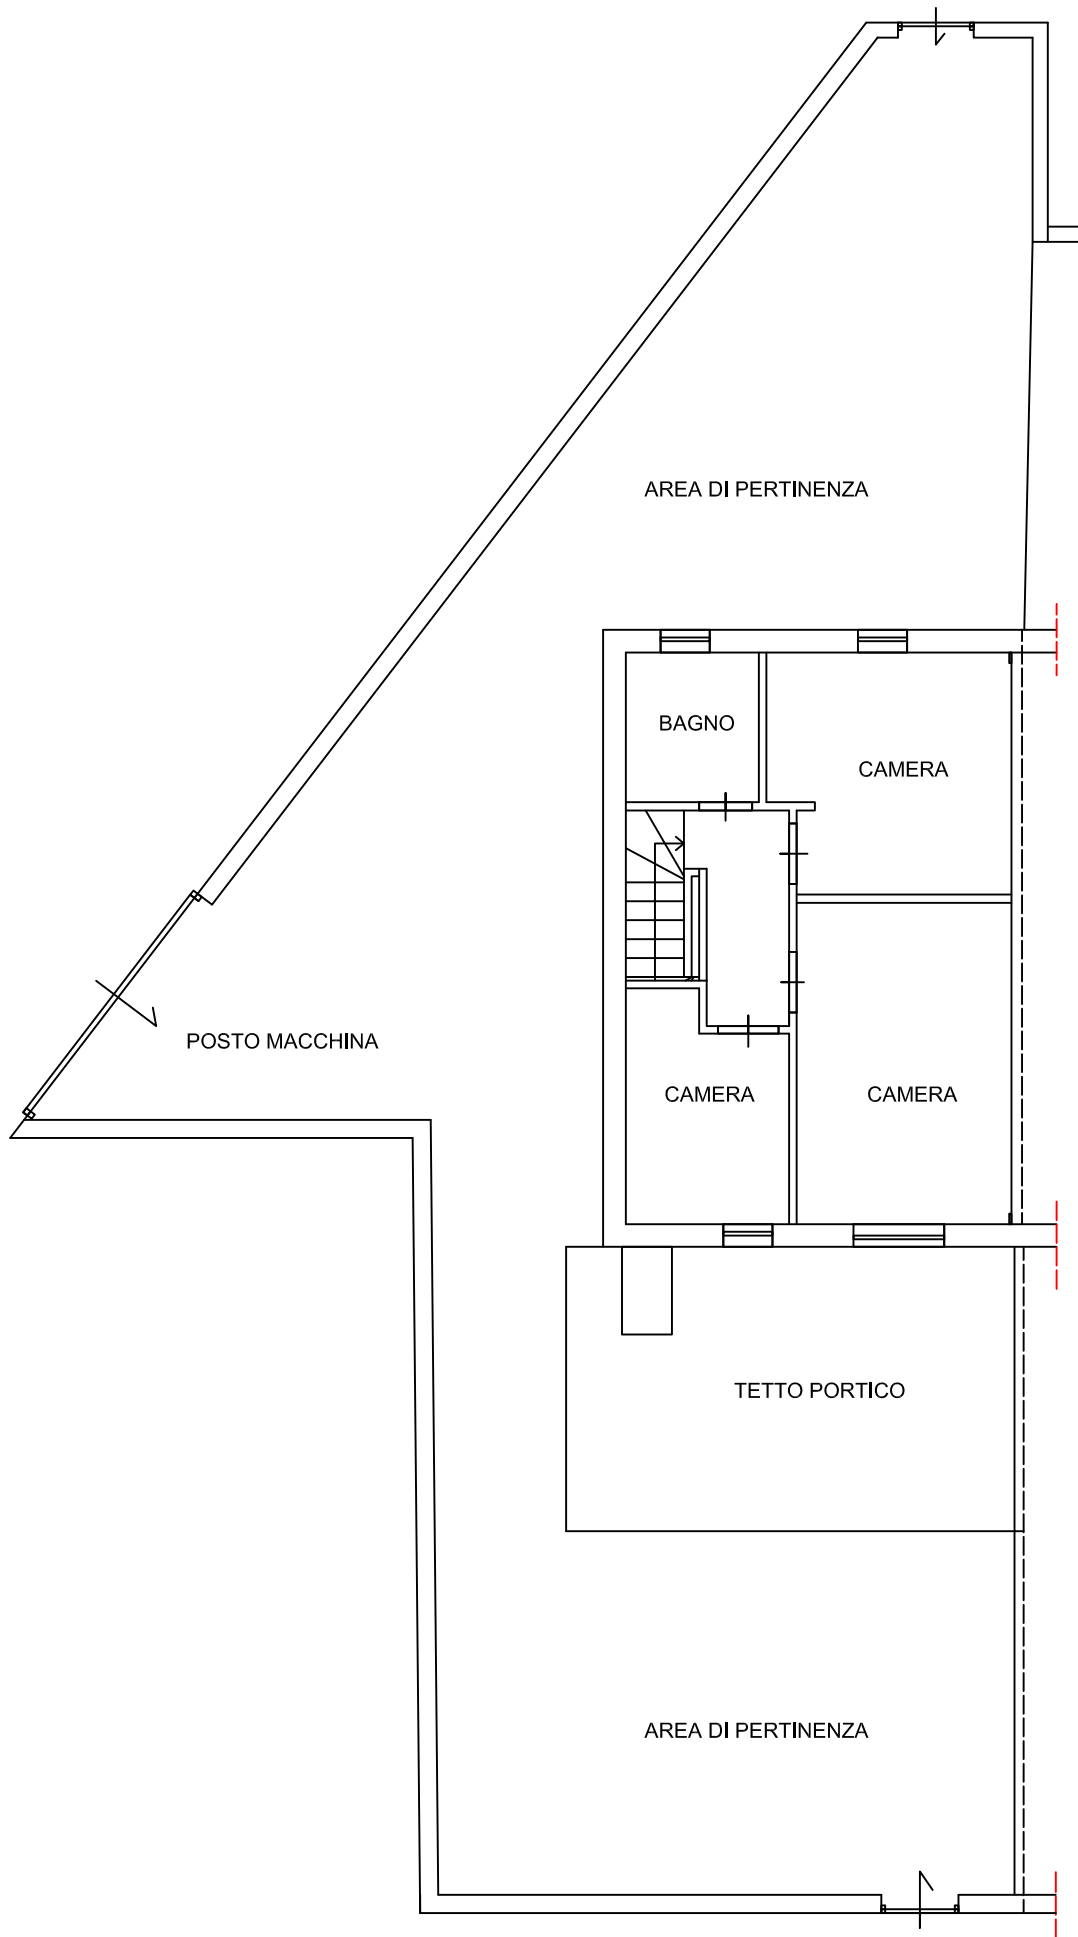 AREA DI PERTINENZA
BAGNO
CAMERA
POSTO MACCHINA
CAMERA
CAMERA
TETTO PORTICO
AREA DI PERTINENZA